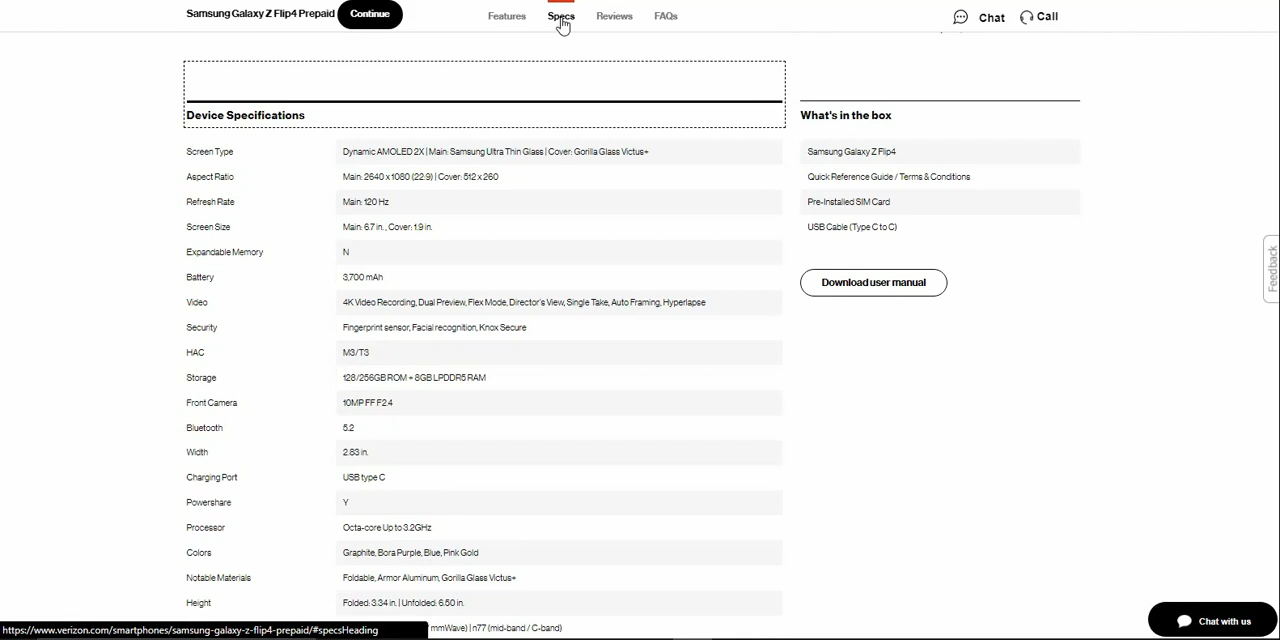 Samsung Galaxy Z Flip4 Prepaid Continue Features Specs Reviews FAQs Chat Call
Device Specifications
Screen Type Dynamic AMOLED 2X | Main: Samsung Ultra Thin Glass | Cover: Gorilla Glass Victus+
Aspect Ratio Main: 2640 x 1080 (22:9) | Cover: 512 x 260
Refresh Rate Main: 120 Hz
Screen Size Main: 6.7 in., Cover: 1.9 in.
Expandable Memory N
Battery 3,700 mAh
Video 4K Video Recording, Dual Preview, Flex Mode, Director's View, Single Take, Auto Framing, Hyperlapse
Security Fingerprint sensor, Facial recognition, Knox Secure
HAC M3/T3
Storage 128/256GB ROM + 8GB LPDDR5 RAM
Front Camera 10MP FF F2.4
Bluetooth 5.2
Width 2.83 in.
Charging Port USB type C
Powershare Y
Processor Octa-core Up to 3.2GHz
Colors Graphite, Bora Purple, Blue, Pink Gold
Notable Materials Foldable, Armor Aluminum, Gorilla Glass Victus+
Height Folded: 3.34 in. | Unfolded: 6.50 in.
mmWave) | n77 (mid-band / C-band)
What's in the box
Samsung Galaxy Z Flip4
Quick Reference Guide / Terms & Conditions
Pre-Installed SIM Card
USB Cable (Type C to C)
Download user manual
Feedback
Chat with us
https://www.verizon.com/smartphones/samsung-galaxy-z-flip4-prepaid/#specsHeading